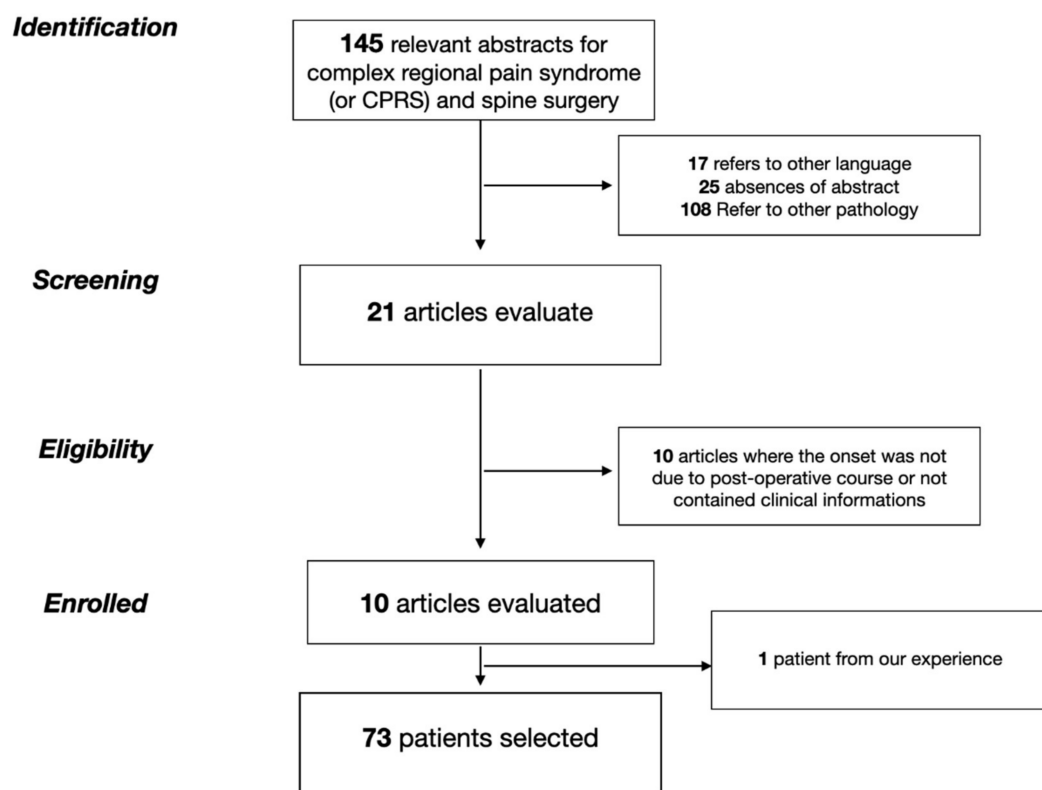 Identification
145 relevant abstracts for
complex regional pain syndrome
(or CPRS) and spine surgery
17 refers to other language
25 absences of abstract
108 Refer to other pathology
Screening
21 articles evaluate
Eligibility
10 articles where the onset was not
due to post-operative course or not
contained clinical informations
Enrolled
10 articles evaluated
1 patient from our experience
73 patients selected